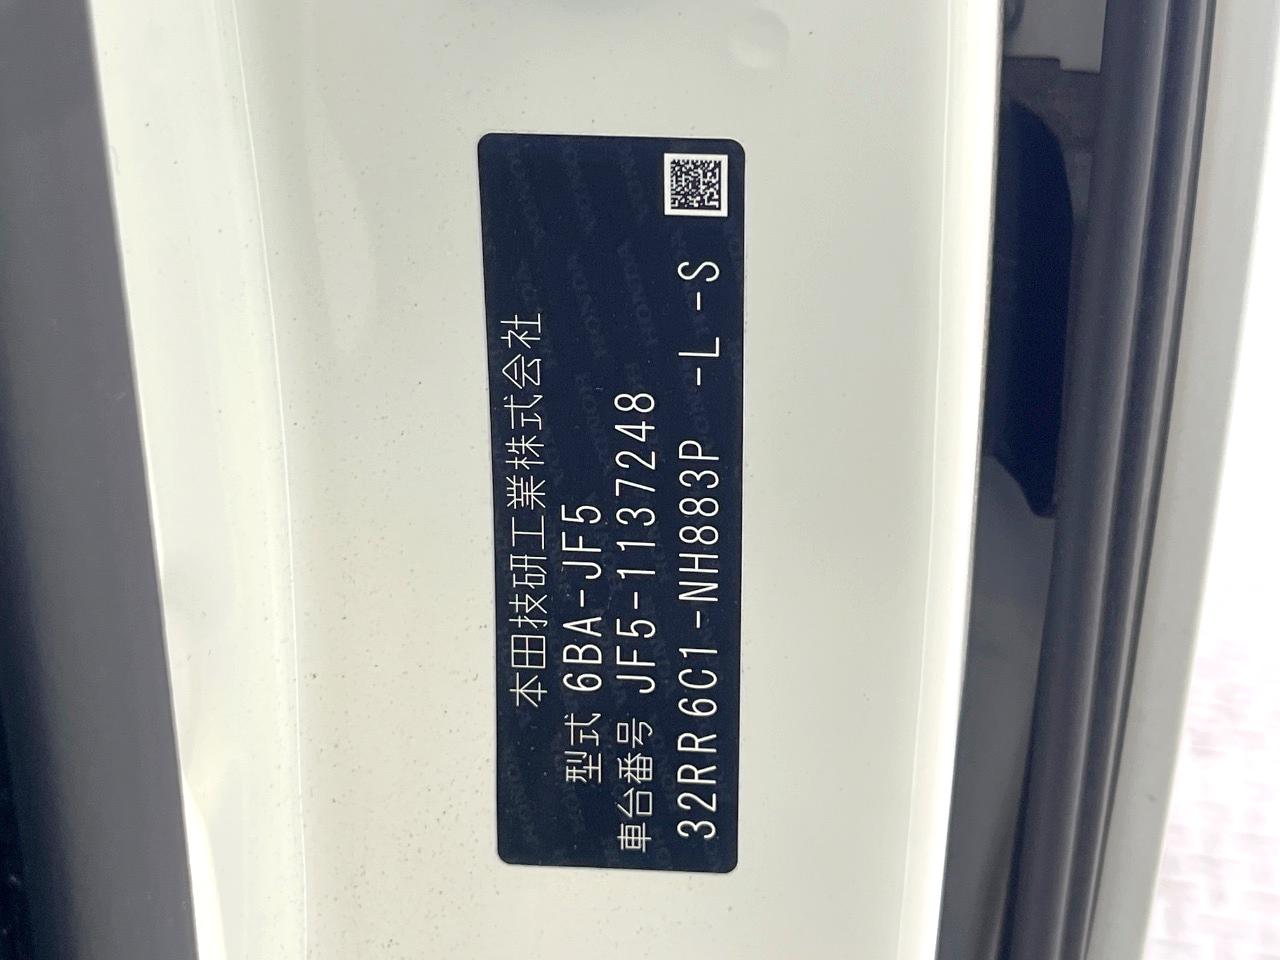 本田技研工業株式会社
型式 6BA-JF5
車台番号 JF5-1137248
32RR6C1-NH883P -L -S